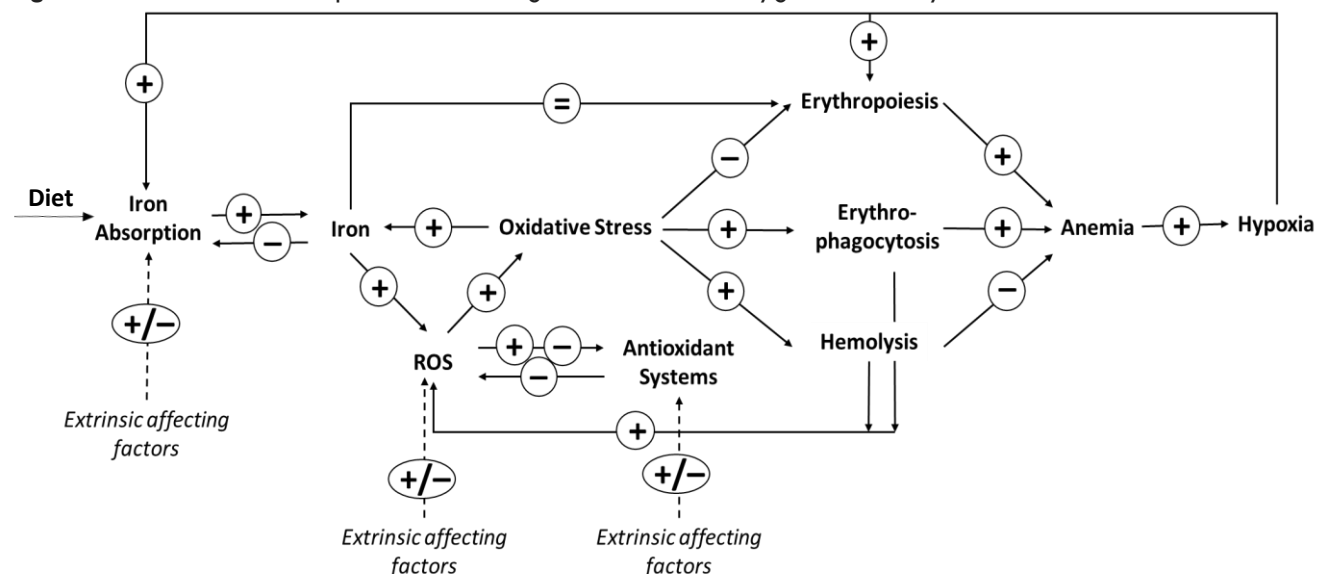 +
+
=
Erythropoiesis
−
+
Diet
Iron
Absorption
+
−
Iron
+
Oxidative Stress
+
Erythro-
phagocytosis
+
Anemia
+
Hypoxia
+
+
+
−
+/−
ROS
+
−
−
Antioxidant
Systems
Hemolysis
Extrinsic affecting
factors
+
+/−
+/−
Extrinsic affecting
factors
Extrinsic affecting
factors